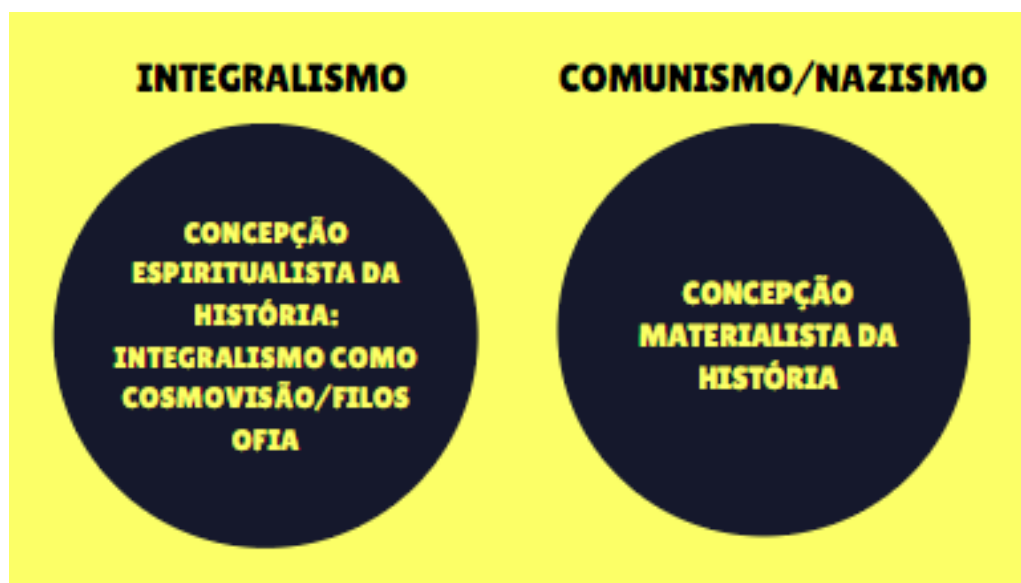 INTEGRALISMO
CONCEPÇÃO
ESPIRITUALISTA DA
HISTÓRIA:
INTEGRALISMO COMO
COSMOVISÃO/FILOS
OFIA
COMUNISMO/NAZISMO
CONCEPÇÃO
MATERIALISTA DA
HISTÓRIA